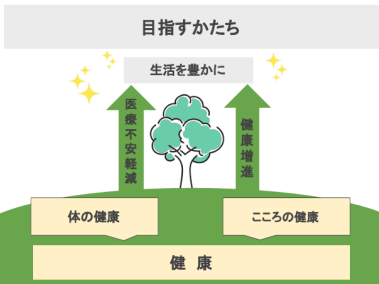 目指すかたち
生活を豊かに
医療不安軽減
健康増進
体の健康
こころの健康
健 康